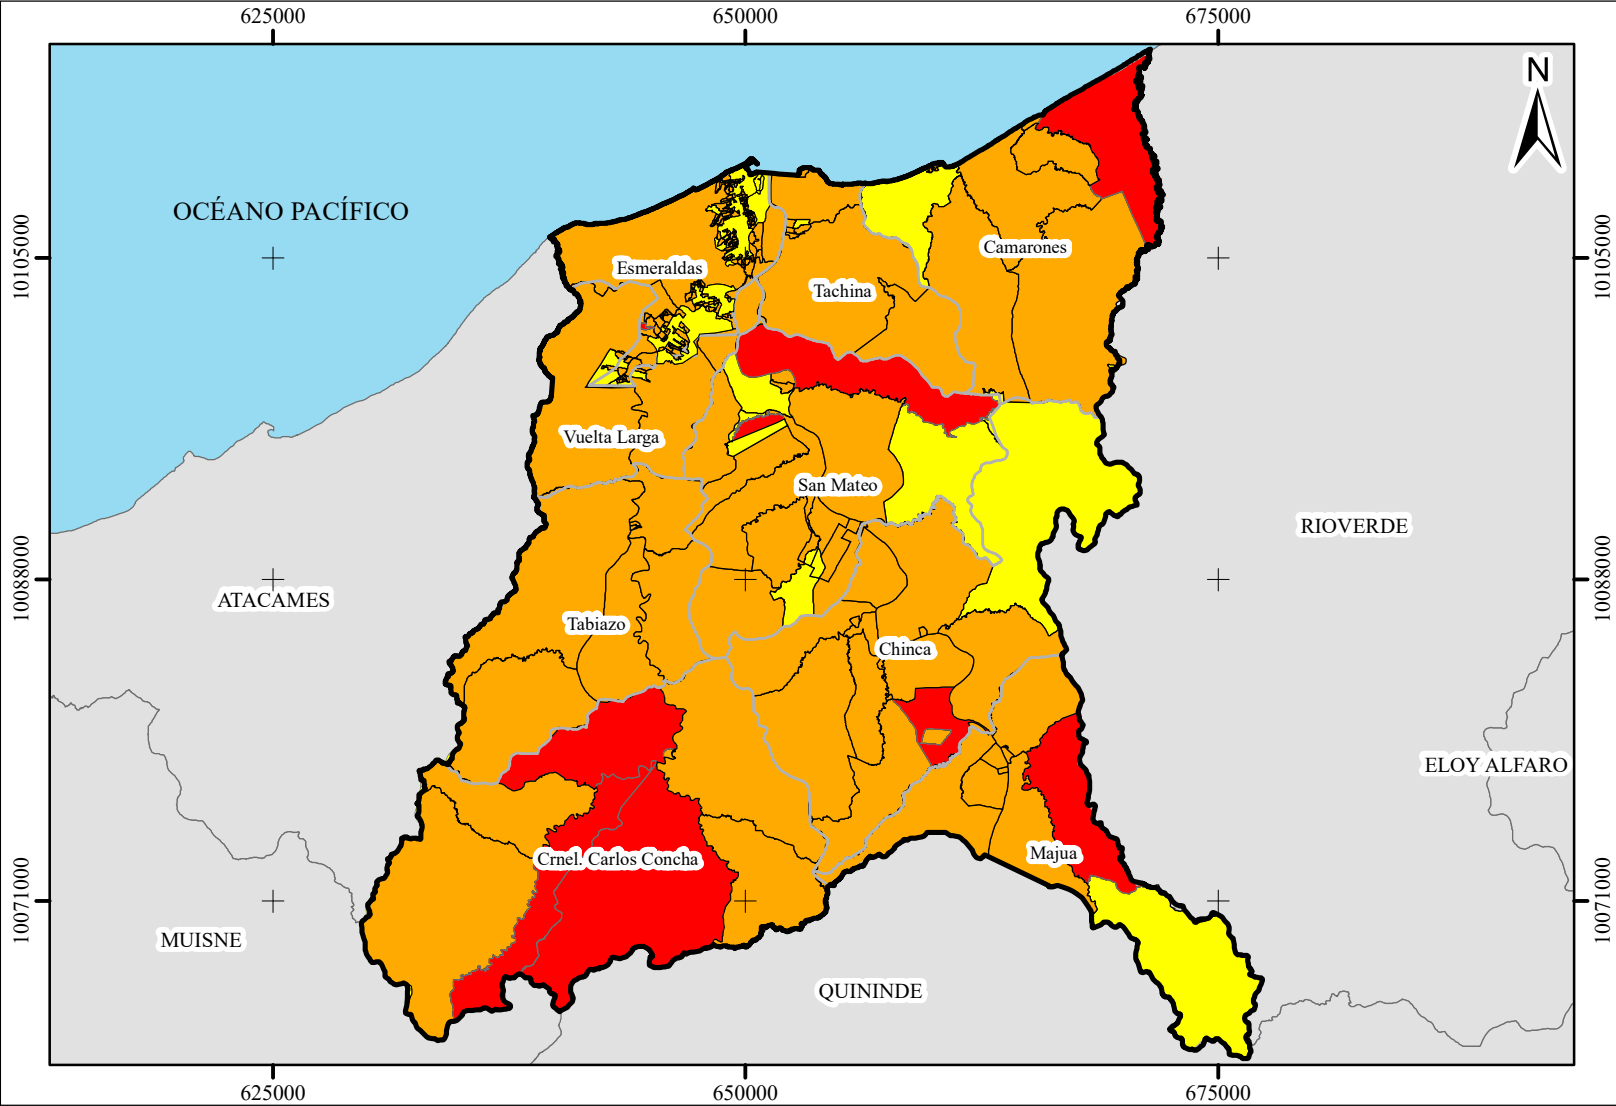 625000
650000
675000
N
OCÉANO PACÍFICO
10105000
10105000
Camarones
Esmeraldas
Tachina
Vuelta Larga
San Mateo
RIOVERDE
10088000
10088000
ATACAMES
Tabiazo
Chinca
ELOY ALFARO
Majua
Crnel. Carlos Concha
10071000
10071000
MUISNE
QUININDE
625000
650000
675000